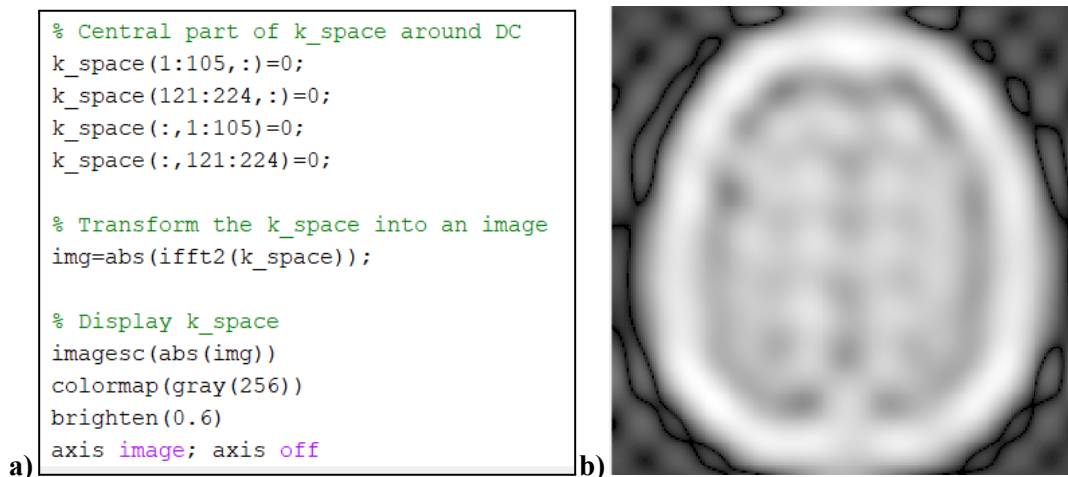 % Central part of k_space around DC
k_space(1:105,:)=0;
k_space(121:224,:)=0;
k_space(:,1:105)=0;
k_space(:,121:224)=0;
% Transform the k_space into an image
img=abs(ifft2(k_space));
% Display k_space
imagesc(abs(img))
colormap(gray(256))
brighten(0.6)
axis image; axis off
a)
b)